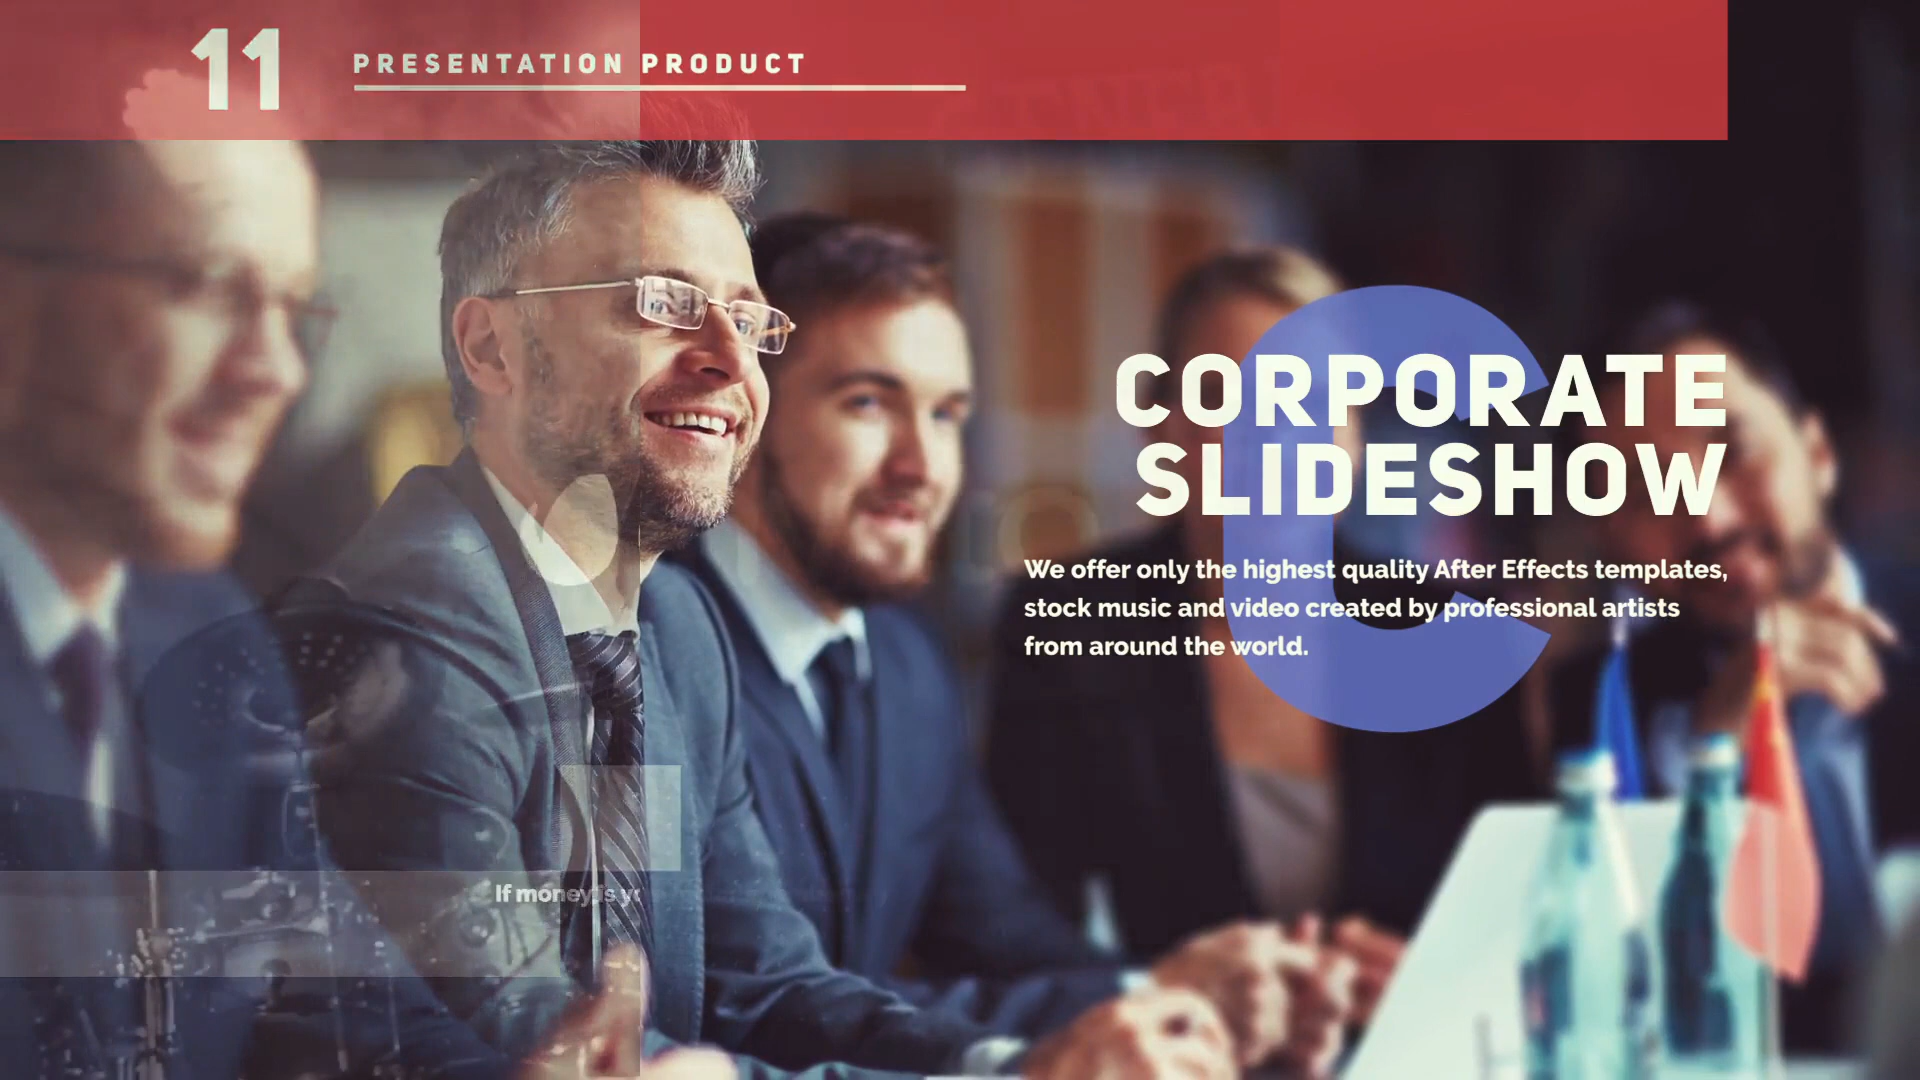 11
PRESENTATION PRODUCT
C
CORPORATE
SLIDESHOW
We offer only the highest quality After Effects templates,
stock music and video created by professional artists
from around the world.
If money is